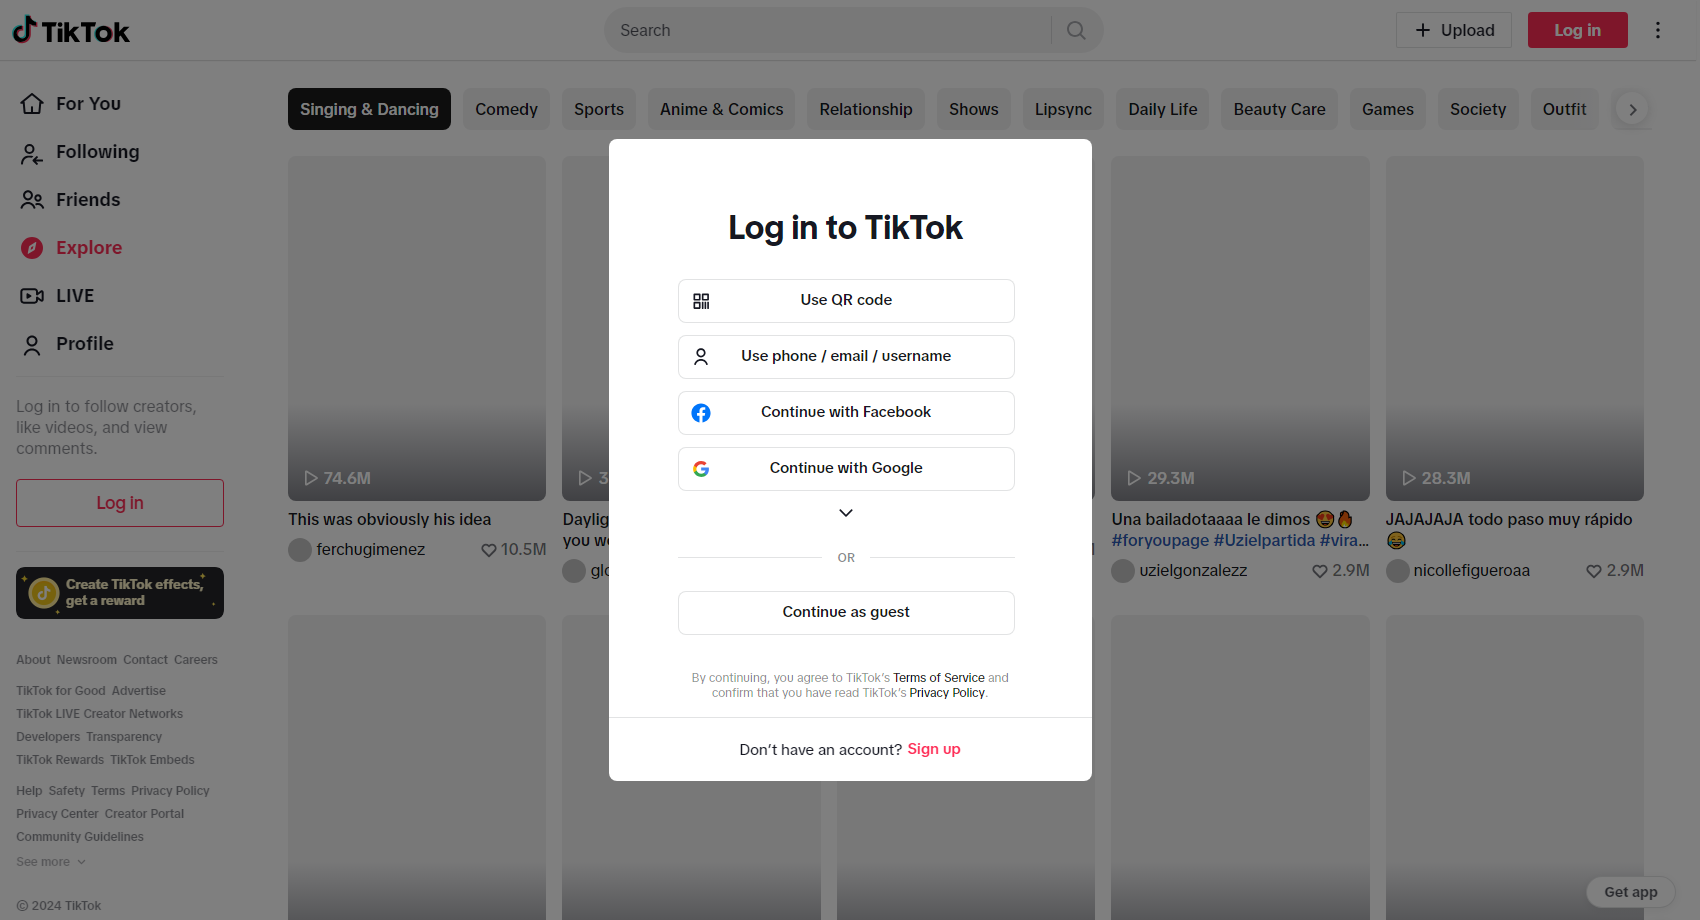 TikTok
Search
Upload
Log in
For You
Following
Friends
Explore
LIVE
Profile
Log in to follow creators,
like videos, and view
comments.
Log in
Create TikTok effects,
get a reward
About Newsroom Contact Careers
TikTok for Good Advertise
TikTok LIVE Creator Networks
Developers Transparency
TikTok Rewards TikTok Embeds
Help Safety Terms Privacy Policy
Privacy Center Creator Portal
Community Guidelines
See more
© 2024 TikTok
Singing & Dancing
Comedy
Sports
Anime & Comics
Relationship
Shows
Lipsync
Daily Life
Beauty Care
Games
Society
Outfit
74.6M
This was obviously his idea
ferchugimenez
10.5M
29.3M
Una bailadotaaaa le dimos 😍🔥
#foryoupage #Uzielpartida #vira...
uzielgonzalezz
2.9M
28.3M
JAJAJAJA todo paso muy rápido
😂
nicollefigueroaa
2.9M
Log in to TikTok
Use QR code
Use phone / email / username
Continue with Facebook
Continue with Google
OR
Continue as guest
By continuing, you agree to TikTok's Terms of Service and
confirm that you have read TikTok's Privacy Policy.
Don't have an account? Sign up
Get app